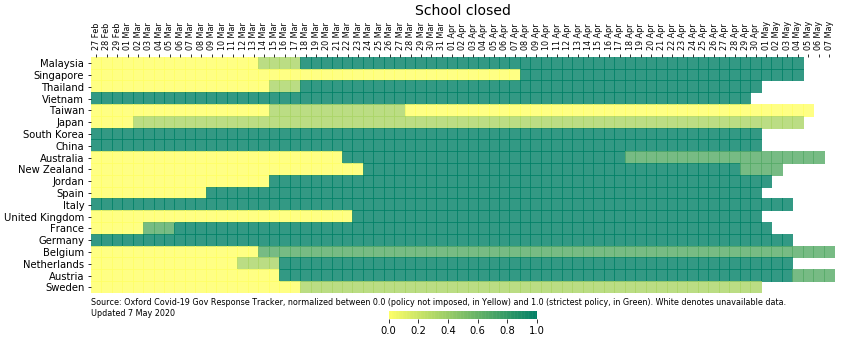 School closed
27 Feb 28 Feb 29 Feb 01 Mar 02 Mar 03 Mar 04 Mar 05 Mar 06 Mar 07 Mar 08 Mar 09 Mar 10 Mar 11 Mar 12 Mar 13 Mar 14 Mar 15 Mar 16 Mar 17 Mar 18 Mar 19 Mar 20 Mar 21 Mar 22 Mar 23 Mar 24 Mar 25 Mar 26 Mar 27 Mar 28 Mar 29 Mar 30 Mar 31 Mar 01 Apr 02 Apr 03 Apr 04 Apr 05 Apr 06 Apr 07 Apr 08 Apr 09 Apr 10 Apr 11 Apr 12 Apr 13 Apr 14 Apr 15 Apr 16 Apr 17 Apr 18 Apr 19 Apr 20 Apr 21 Apr 22 Apr 23 Apr 24 Apr 25 Apr 26 Apr 27 Apr 28 Apr 29 Apr 30 Apr 01 May 02 May 03 May 04 May 05 May 06 May 07 May
Malaysia
Singapore
Thailand
Vietnam
Taiwan
Japan
South Korea
China
Australia
New Zealand
Jordan
Spain
Italy
United Kingdom
France
Germany
Belgium
Netherlands
Austria
Sweden
Source: Oxford Covid-19 Gov Response Tracker, normalized between 0.0 (policy not imposed, in Yellow) and 1.0 (strictest policy, in Green). White denotes unavailable data.
Updated 7 May 2020
0.0 0.2 0.4 0.6 0.8 1.0